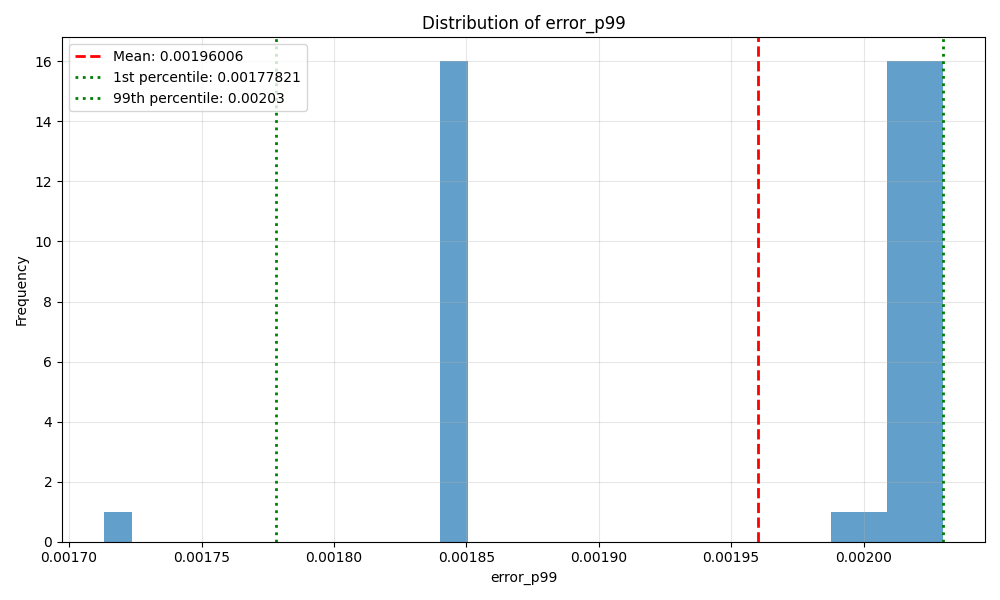 Distribution of error_p99
Mean: 0.00196006
1st percentile: 0.00177821
99th percentile: 0.00203
Frequency
16
14
12
10
8
6
4
2
0
0.00170 0.00175 0.00180 0.00185 0.00190 0.00195 0.00200
error_p99